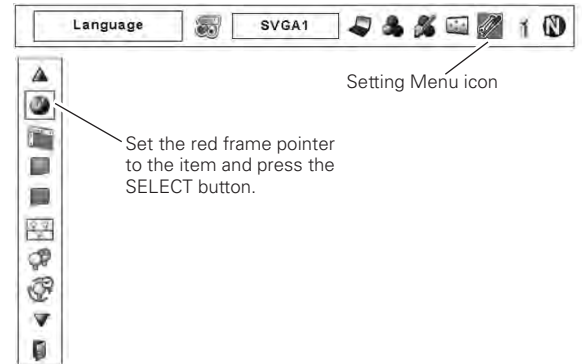 Language SVGA1
Setting Menu icon
Set the red frame pointer
to the item and press the
SELECT button.